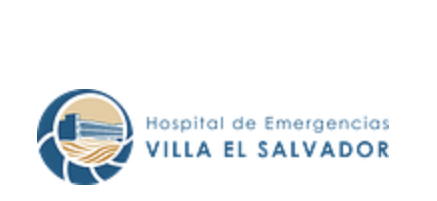 Hospital de Emergencias
VILLA EL SALVADOR